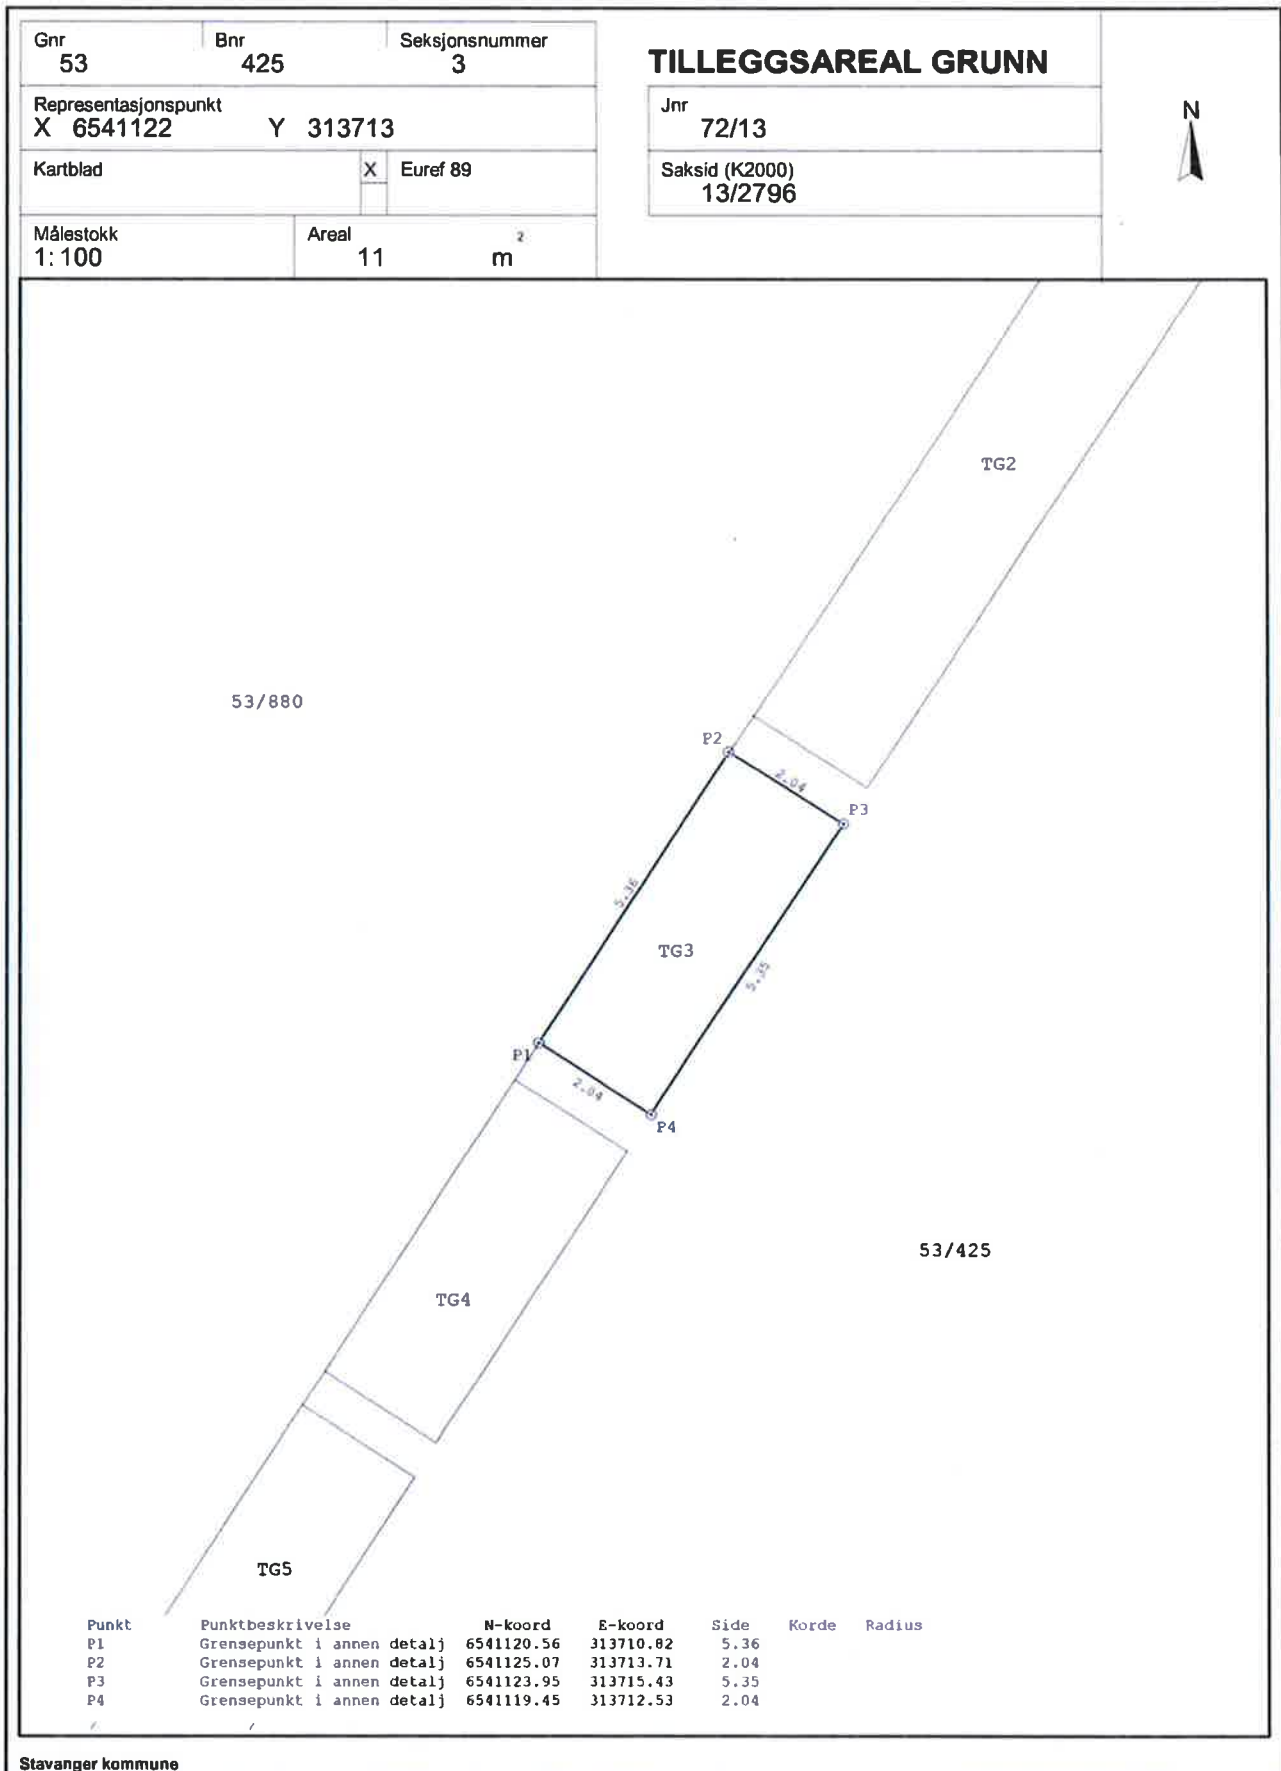 Gnr Bnr Seksjonsnummer
53 425 3
TILLEGGSAREAL GRUNN
Representasjonspunkt
X 6541122 Y 313713
Jnr
72/13
N
Kartblad X Euref 89
Saksid (K2000)
13/2796
Målestokk Areal
1:100 11 m²
TG2
53/880
P2
2.04
P3
5.36
TG3
5.35
P1
2.04
P4
53/425
TG4
TG5
Punkt Punktbeskrivelse N-koord E-koord Side Korde Radius
P1 Grensepunkt i annen detalj 6541120.56 313710.82 5.36
P2 Grensepunkt i annen detalj 6541125.07 313713.71 2.04
P3 Grensepunkt i annen detalj 6541123.95 313715.43 5.35
P4 Grensepunkt i annen detalj 6541119.45 313712.53 2.04
Stavanger kommune